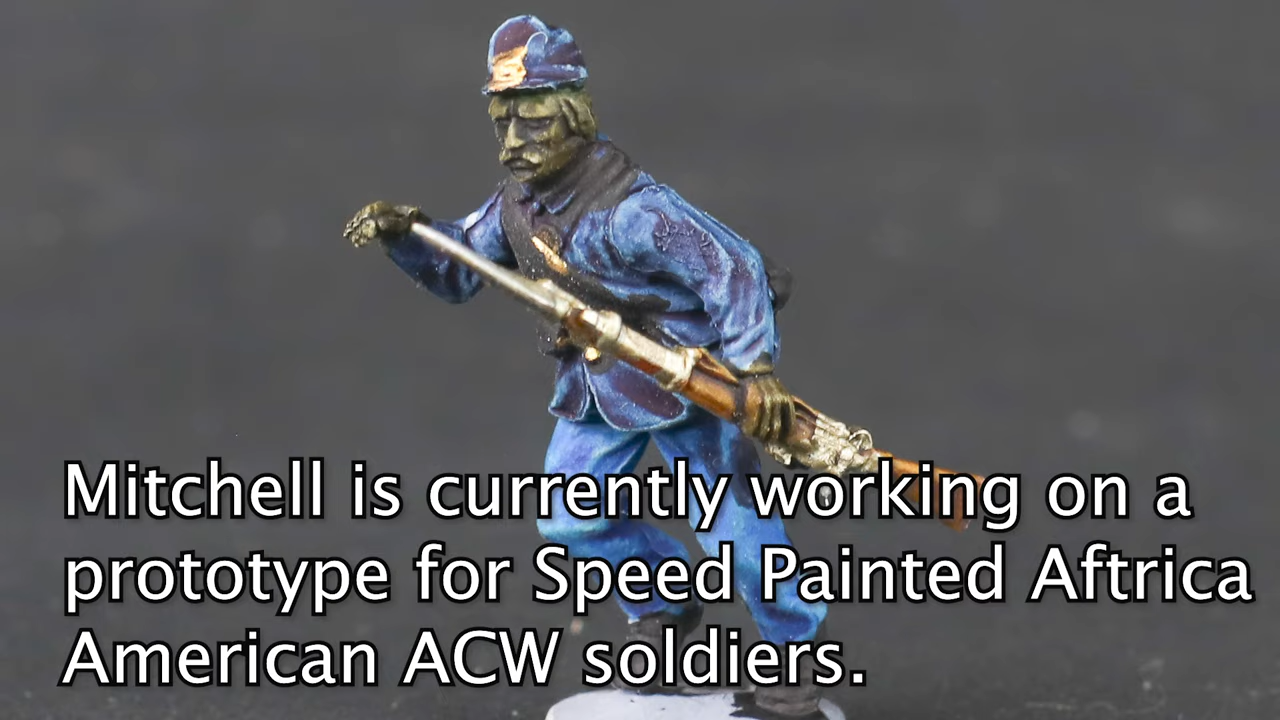 Mitchell is currently working on a
prototype for Speed Painted Aftrica
American ACW soldiers.